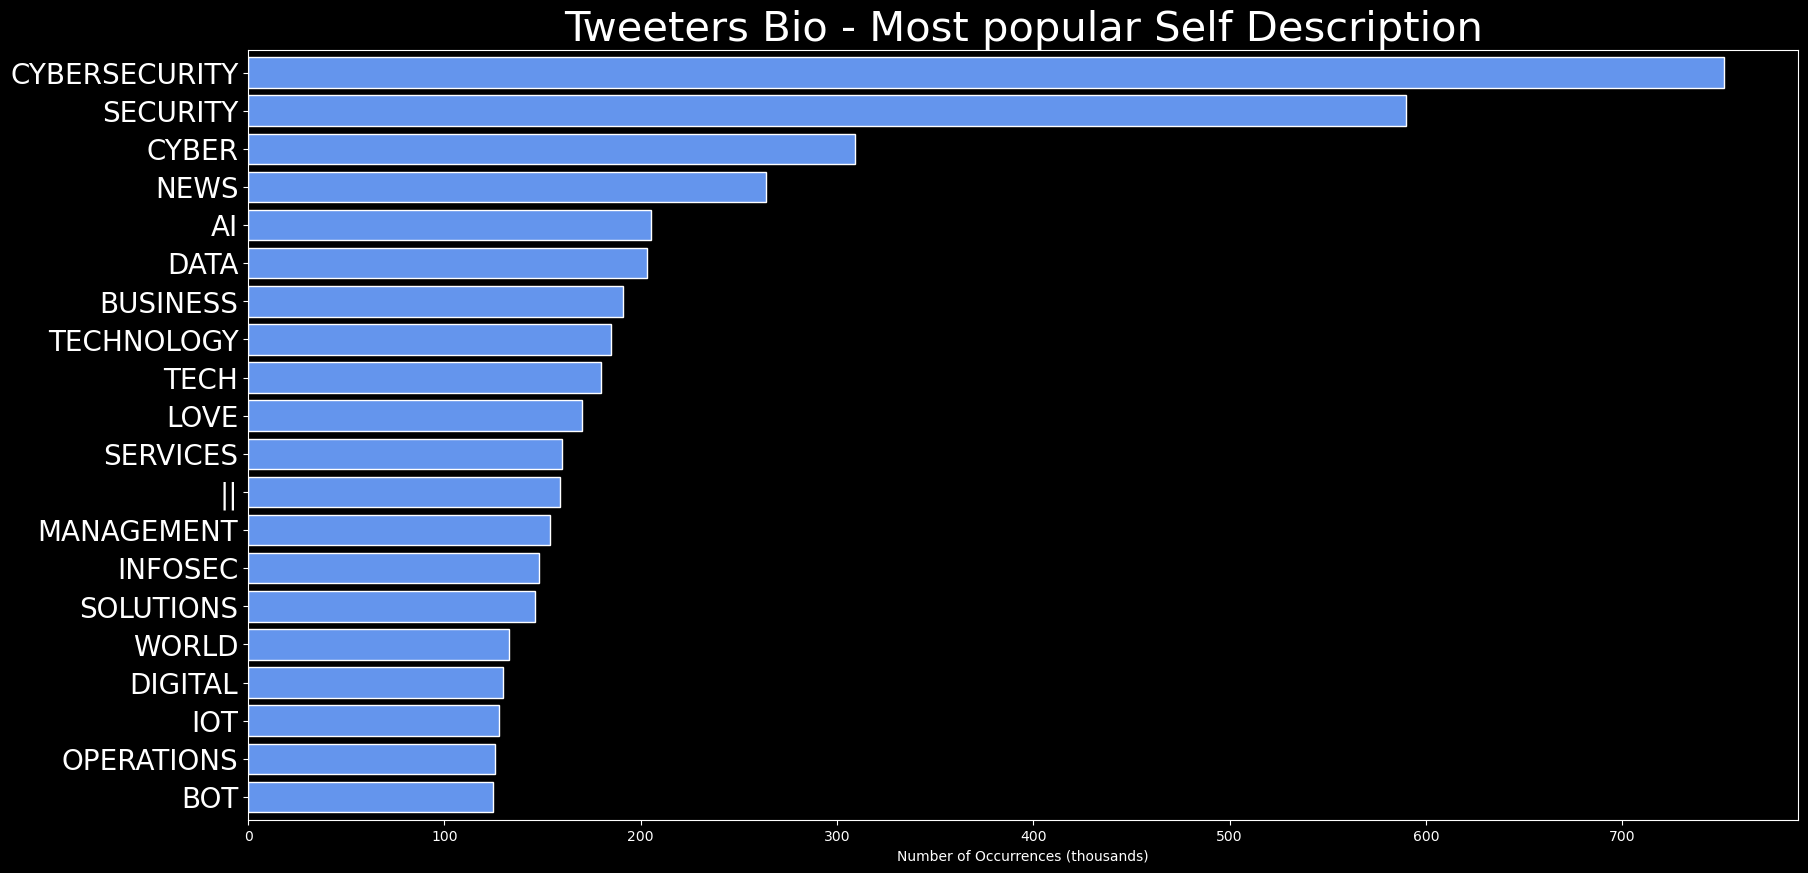 Tweeters Bio - Most popular Self Description
CYBERSECURITY
SECURITY
CYBER
NEWS
AI
DATA
BUSINESS
TECHNOLOGY
TECH
LOVE
SERVICES
||
MANAGEMENT
INFOSEC
SOLUTIONS
WORLD
DIGITAL
IOT
OPERATIONS
BOT
0 100 200 300 400 500 600 700
Number of Occurrences (thousands)